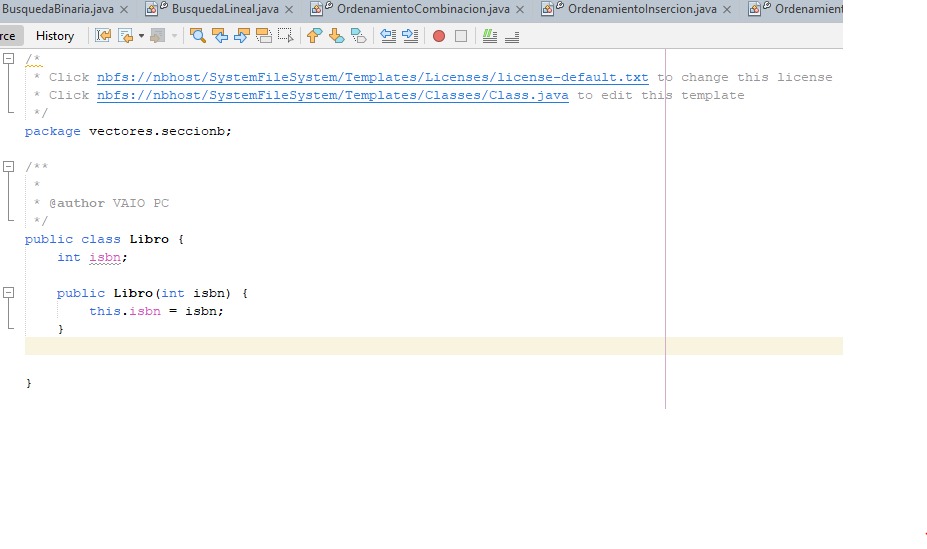 BusquedaBinaria.java BusquedaLineal.java OrdenamientoCombinacion.java OrdenamientoInsercion.java
History
/*
* Click nbfs://nbhost/SystemFileSystem/Templates/Licenses/license-default.txt to change this license
* Click nbfs://nbhost/SystemFileSystem/Templates/Classes/Class.java to edit this template
*/
package vectores.seccionb;
/**
*
* @author VAIO PC
*/
public class Libro {
int isbn;
public Libro(int isbn) {
this.isbn = isbn;
}
}